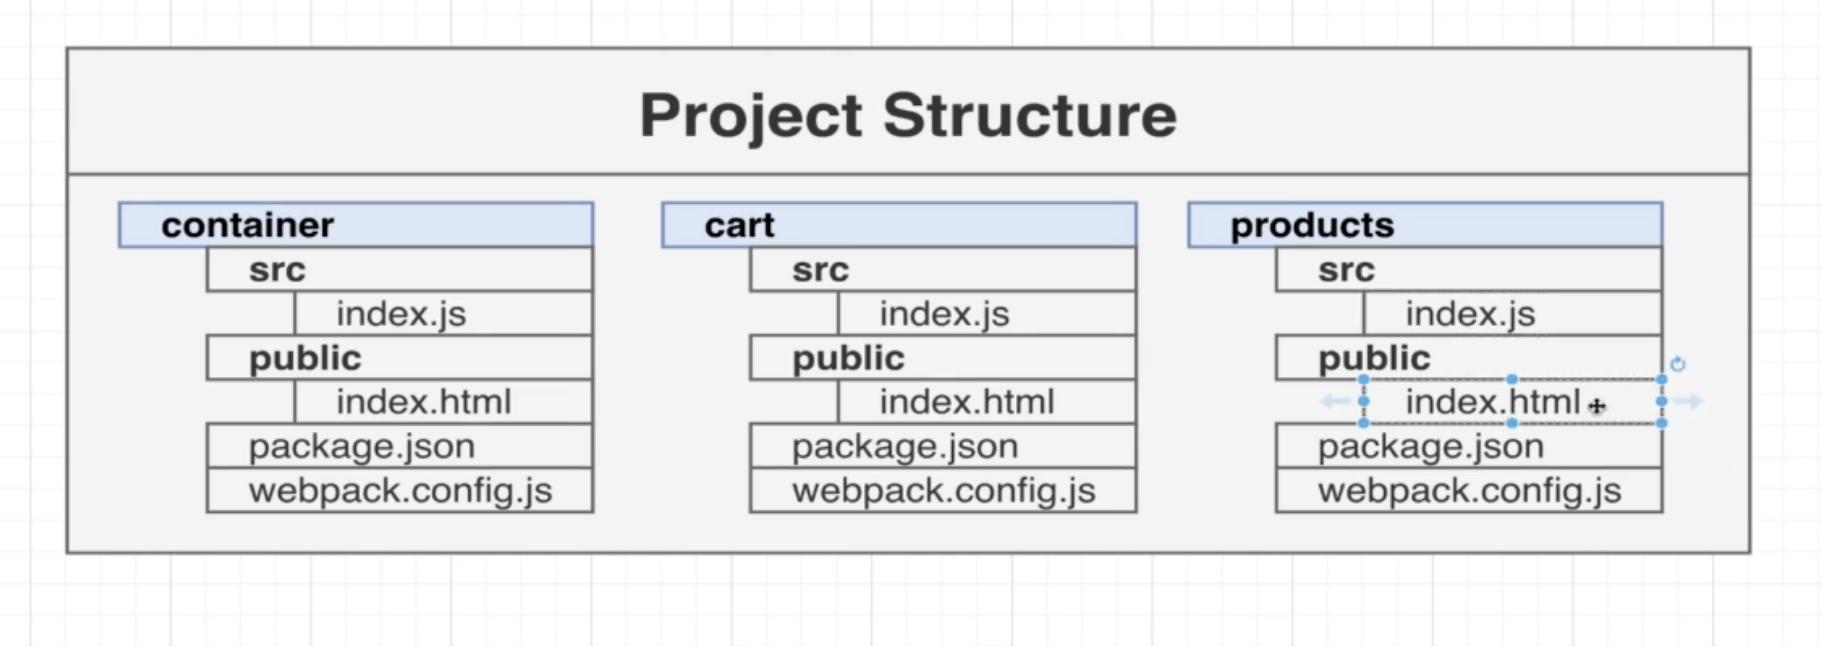 Project Structure
container
src
index.js
public
index.html
package.json
webpack.config.js
cart
src
index.js
public
index.html
package.json
webpack.config.js
products
src
index.js
public
index.html
package.json
webpack.config.js